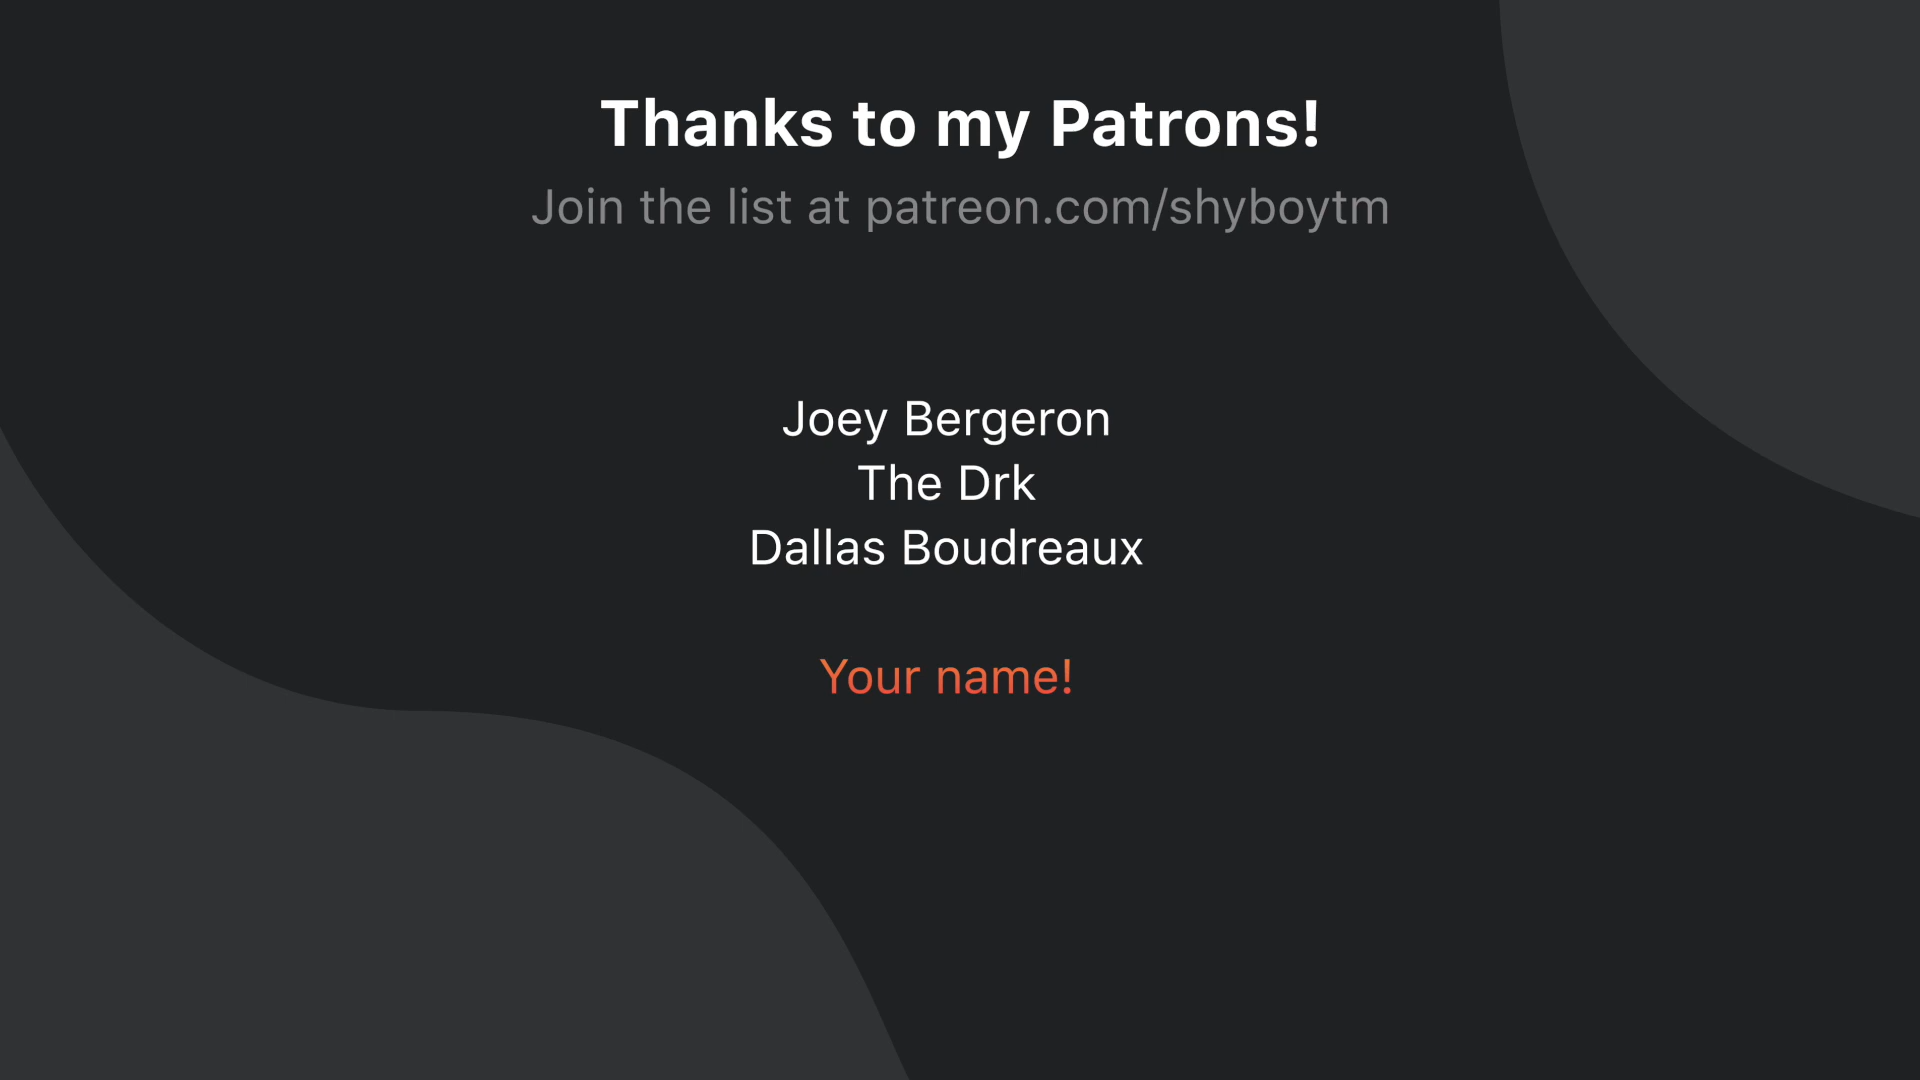 Thanks to my Patrons!
Join the list at patreon.com/shyboytm
Joey Bergeron
The Drk
Dallas Boudreaux
Your name!